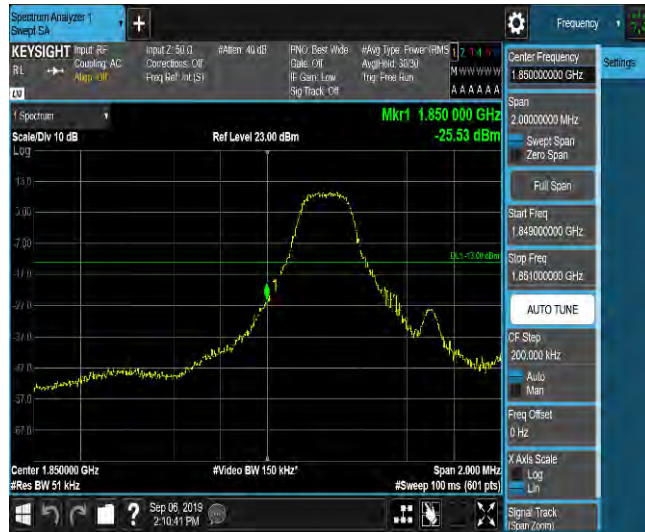 Spectrum Analyzer 1
Swept SA
Frequency
KEYSIGHT
Input: RF
Input Z: 50 Ω
#Atten: 40 dB
PNO: Best Wide
#Avg Type: Power (RMS
RL
Coupling: AC
Corrections: Off
Gate: Off
Avg|Hold: 30/30
M W W W W W
Align: Off
Freq Ref: Int (S)
IF Gain: Low
Trig: Free Run
Sig Track: Off
A A A A A A
LNI
1 Spectrum
Mkr1 1.850 000 GHz
Scale/Div 10 dB
Ref Level 23.00 dBm
-25.53 dBm
Log
13.0
3.00
-7.00
DL1 -13.00 dBm
-17.0
1
-27.0
-37.0
-47.0
-57.0
-67.0
Center 1.850000 GHz
#Video BW 150 kHz*
Span 2.000 MHz
#Res BW 51 kHz
#Sweep 100 ms (601 pts)
Sep 06, 2019
2:10:41 PM
Center Frequency
1.850000000 GHz
Settings
Span
2.00000000 MHz
Swept Span
Zero Span
Full Span
Start Freq
1.849000000 GHz
Stop Freq
1.851000000 GHz
AUTO TUNE
CF Step
200.000 kHz
Auto
Man
Freq Offset
0 Hz
X Axis Scale
Log
Lin
Signal Track
(Span Zoom)